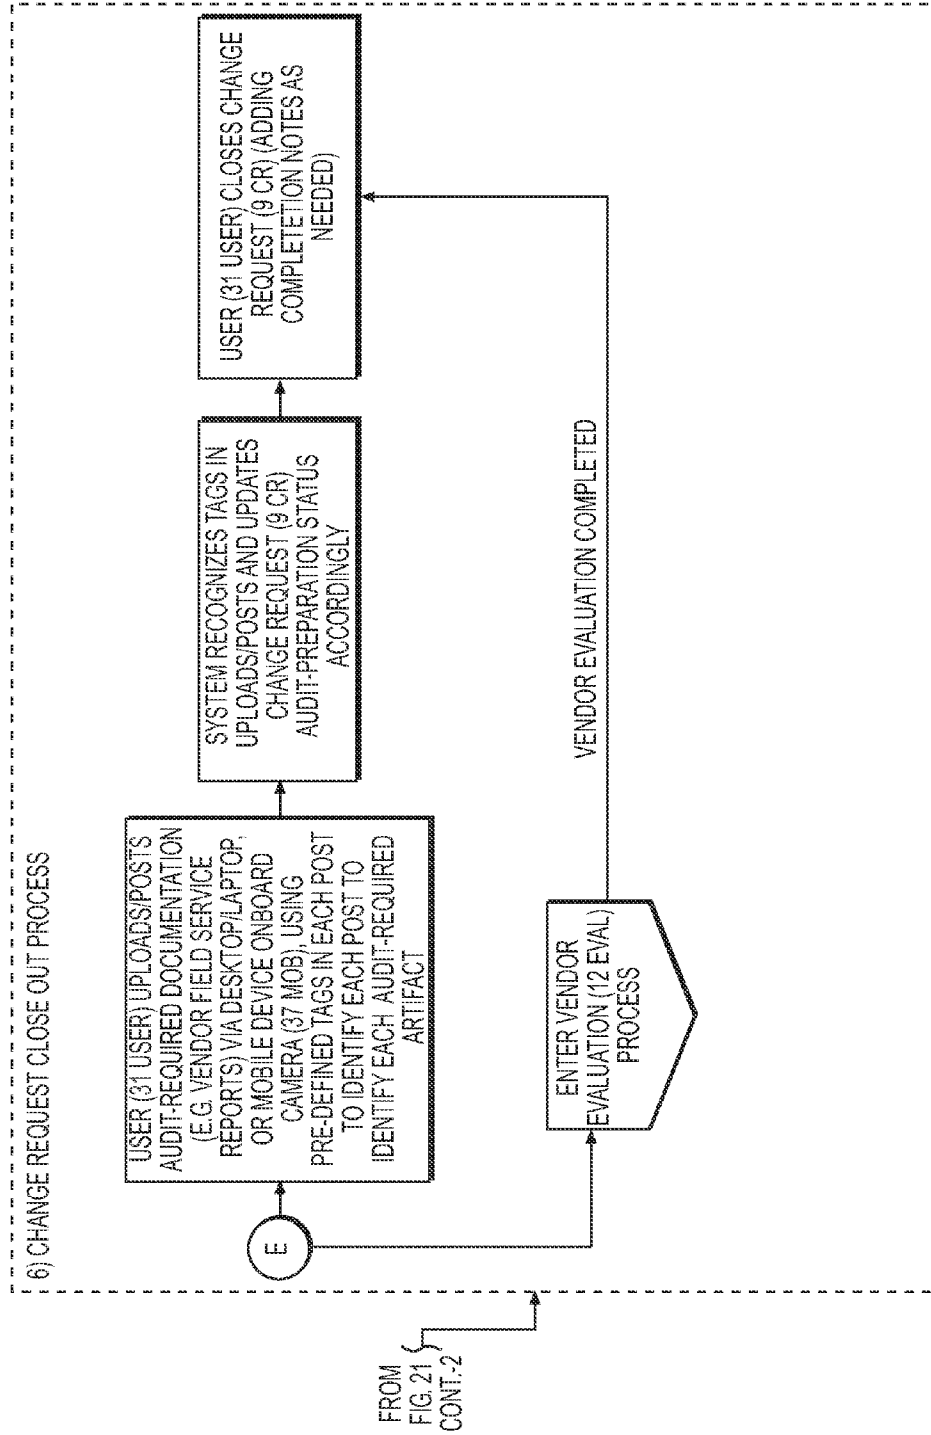 6) CHANGE REQUEST CLOSE OUT PROCESS
FROM
FIG. 21
CONT.-2
E
USER (31 USER) UPLOADS/POSTS
AUDIT-REQUIRED DOCUMENTATION
(E.G. VENDOR FIELD SERVICE
REPORTS) VIA DESKTOP/LAPTOP,
OR MOBILE DEVICE ONBOARD
CAMERA (37 MOB), USING
PRE-DEFINED TAGS IN EACH POST
TO IDENTIFY EACH POST TO
IDENTIFY EACH AUDIT-REQUIRED
ARTIFACT
SYSTEM RECOGNIZES TAGS IN
UPLOADS/POSTS AND UPDATES
CHANGE REQUEST (9 CR)
AUDIT-PREPARATION STATUS
ACCORDINGLY
USER (31 USER) CLOSES CHANGE
REQUEST (9 CR) (ADDING
COMPLETETION NOTES AS
NEEDED)
ENTER VENDOR
EVALUATION (12 EVAL)
PROCESS
VENDOR EVALUATION COMPLETED